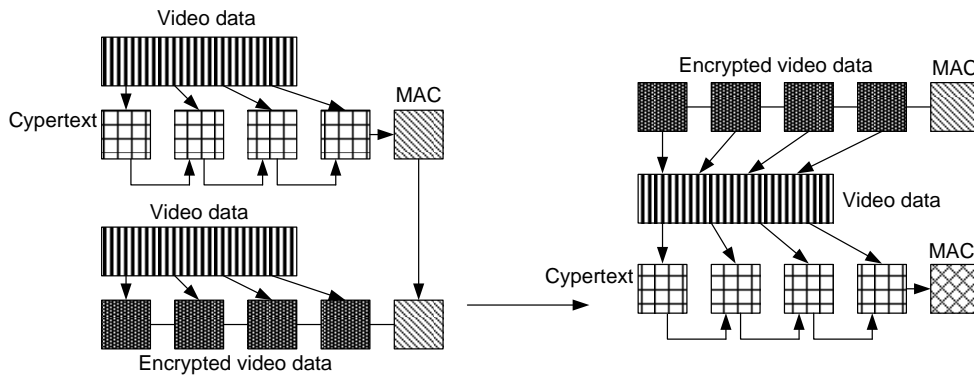 Video data
MAC
Cypertext
Video data
Encrypted video data
Encrypted video data
MAC
Video data
MAC
Cypertext